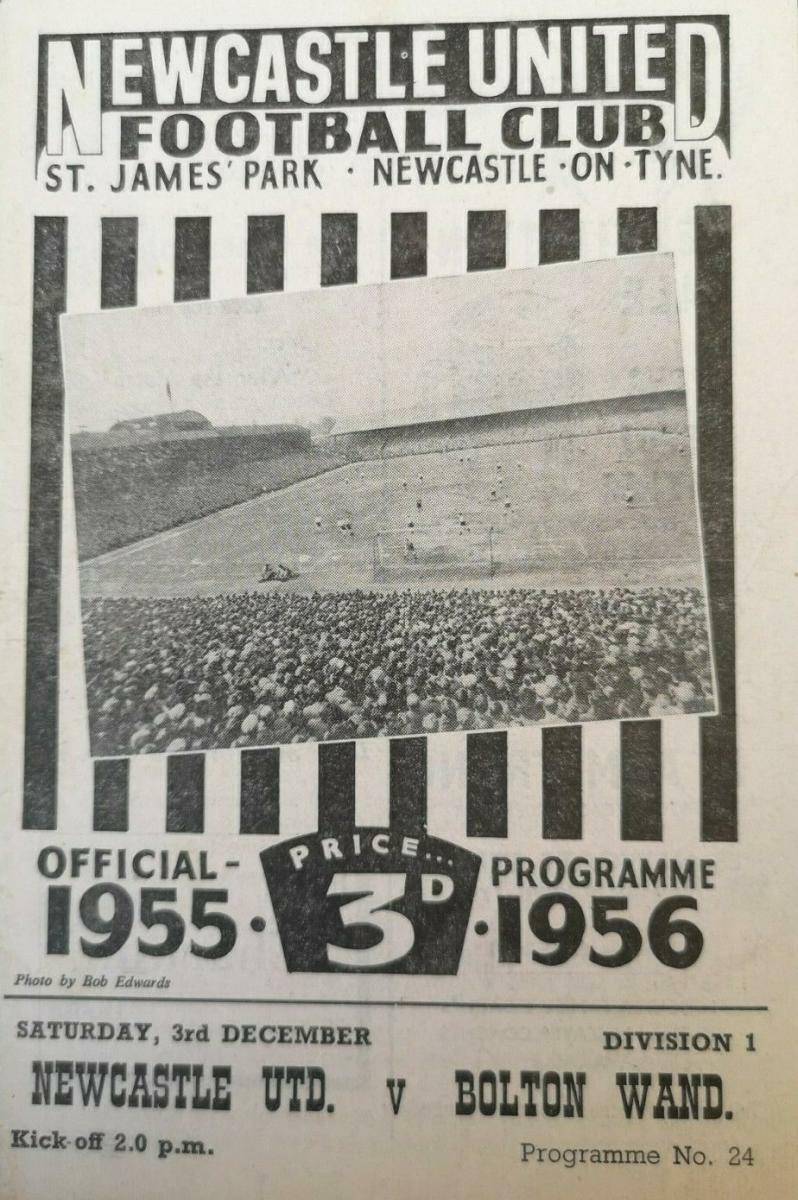 NEWCASTLE UNITED
FOOTBALL CLUB
ST. JAMES' PARK · NEWCASTLE·ON·TYNE.
PRICE...
OFFICIAL - 3D PROGRAMME
1955 · · 1956
Photo by Bob Edwards
SATURDAY, 3rd DECEMBER DIVISION 1
NEWCASTLE UTD. v BOLTON WAND.
Kick-off 2.0 p.m. Programme No. 24